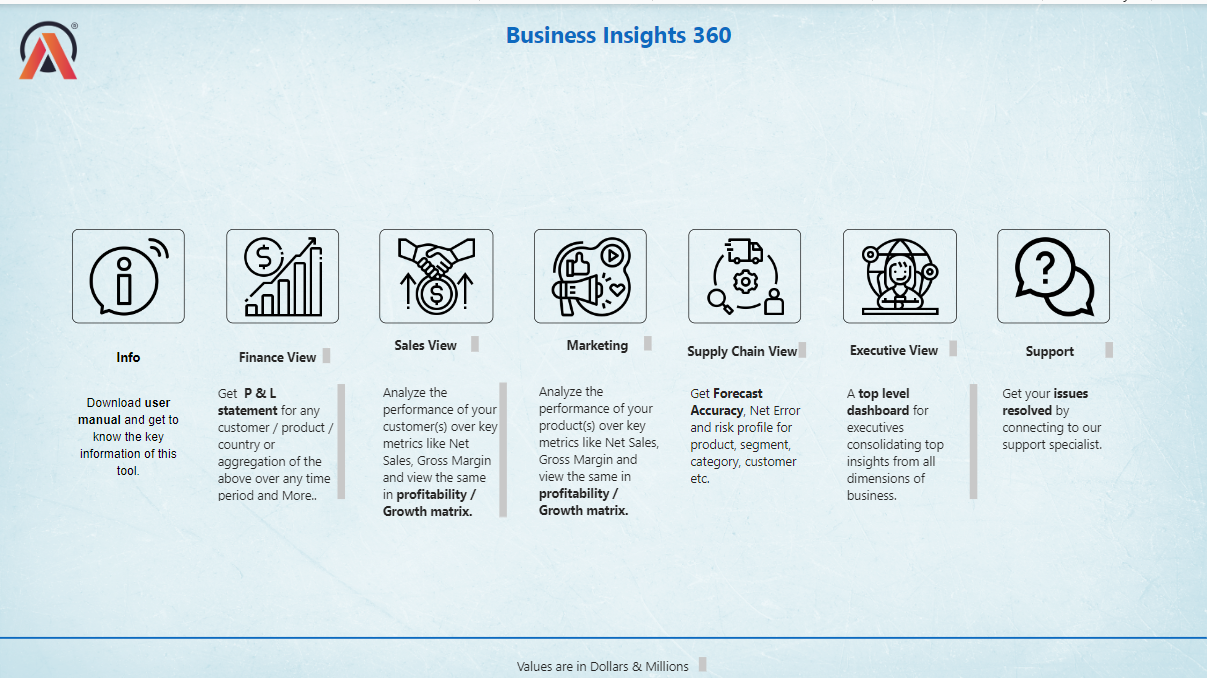 ®
Business Insights 360
Info
Download user
manual and get to
know the key
information of this
tool.
Finance View
Get P & L
statement for any
customer / product /
country or
aggregation of the
above over any time
period and More..
Sales View
Analyze the
performance of your
customer(s) over key
metrics like Net
Sales, Gross Margin
and view the same
in profitability /
Growth matrix.
Marketing
Analyze the
performance of your
product(s) over key
metrics like Net Sales,
Gross Margin and
view the same in
profitability /
Growth matrix.
Supply Chain View
Get Forecast
Accuracy, Net Error
and risk profile for
product, segment,
category, customer
etc.
Executive View
A top level
dashboard for
executives
consolidating top
insights from all
dimensions of
business.
Support
Get your issues
resolved by
connecting to our
support specialist.
Values are in Dollars & Millions